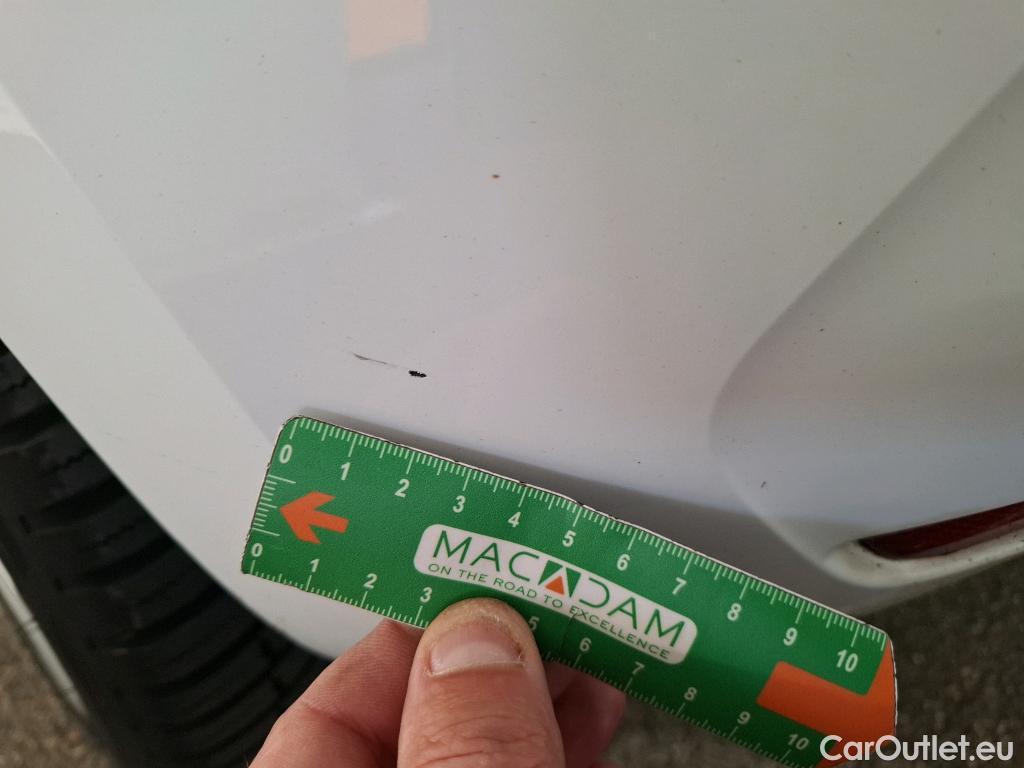 0 1 2 3 4 5 6 7 8 9 10
MACADAM
ON THE ROAD TO EXCELLENCE
0 1 2 3 5 6 7 8 9 10
CarOutlet.eu